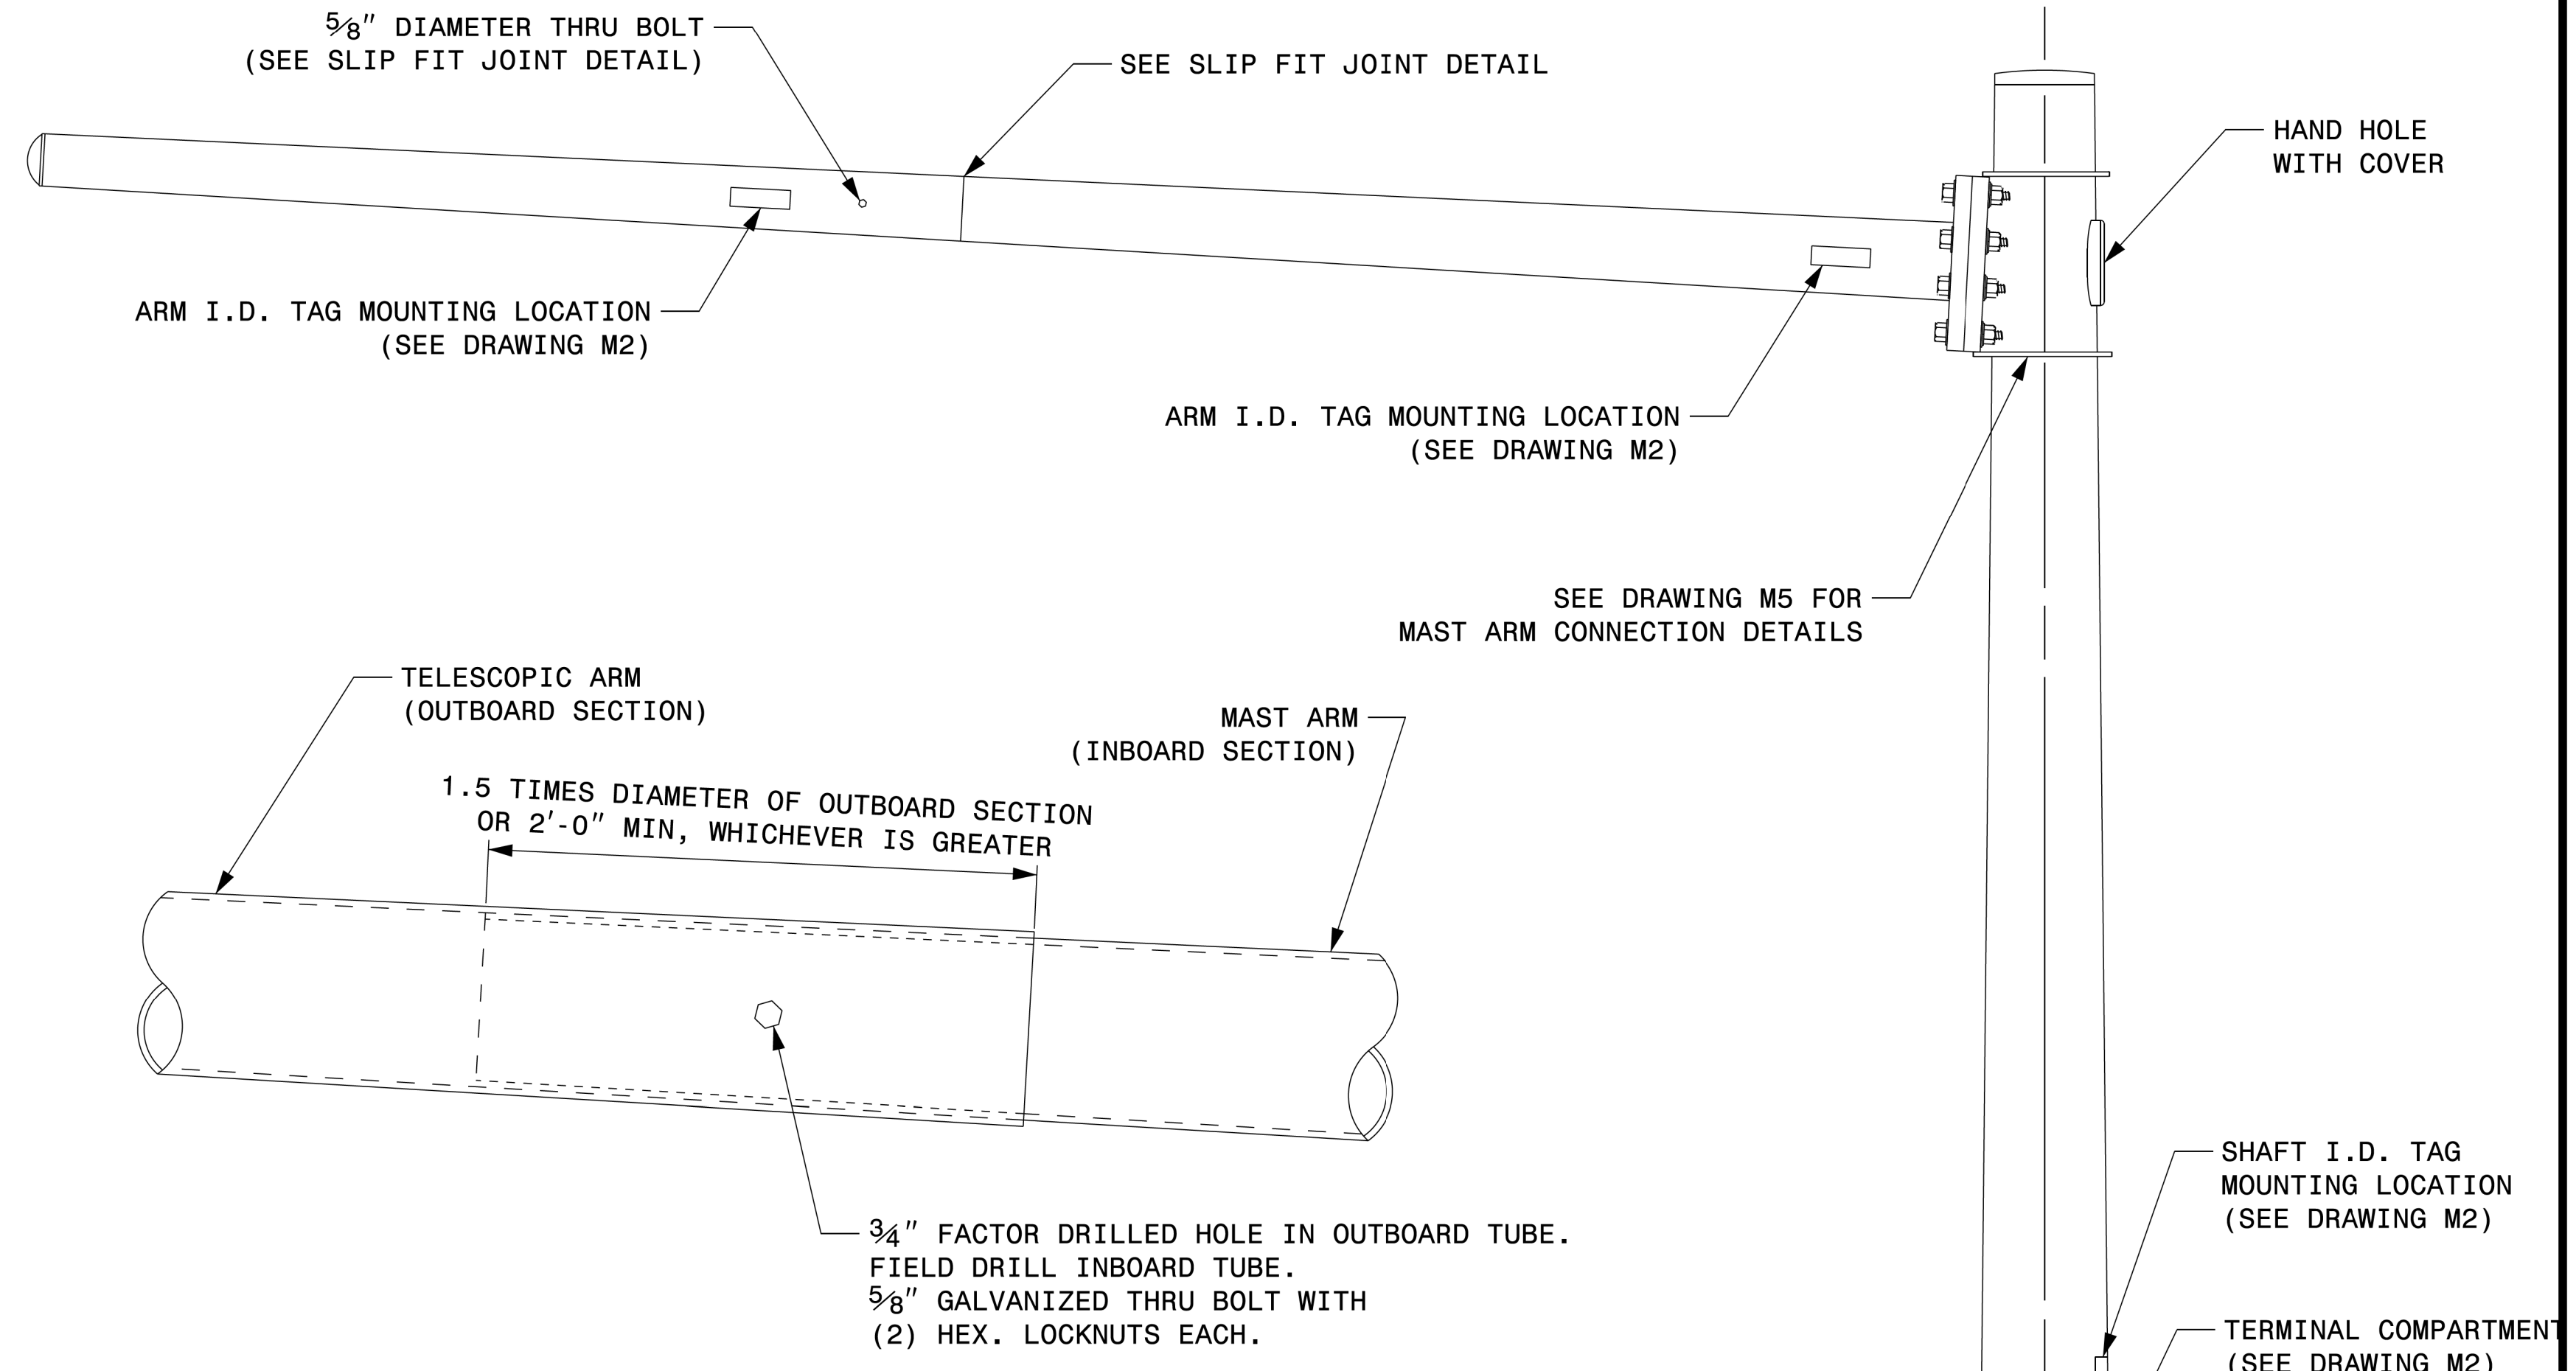 5/8" DIAMETER THRU BOLT
(SEE SLIP FIT JOINT DETAIL)
SEE SLIP FIT JOINT DETAIL
HAND HOLE
WITH COVER
ARM I.D. TAG MOUNTING LOCATION
(SEE DRAWING M2)
ARM I.D. TAG MOUNTING LOCATION
(SEE DRAWING M2)
SEE DRAWING M5 FOR
MAST ARM CONNECTION DETAILS
TELESCOPIC ARM
(OUTBOARD SECTION)
MAST ARM
(INBOARD SECTION)
1.5 TIMES DIAMETER OF OUTBOARD SECTION
OR 2'-0" MIN, WHICHEVER IS GREATER
3/4" FACTOR DRILLED HOLE IN OUTBOARD TUBE.
FIELD DRILL INBOARD TUBE.
5/8" GALVANIZED THRU BOLT WITH
(2) HEX. LOCKNUTS EACH.
SHAFT I.D. TAG
MOUNTING LOCATION
(SEE DRAWING M2)
TERMINAL COMPARTMENT
(SEE DRAWING M2)